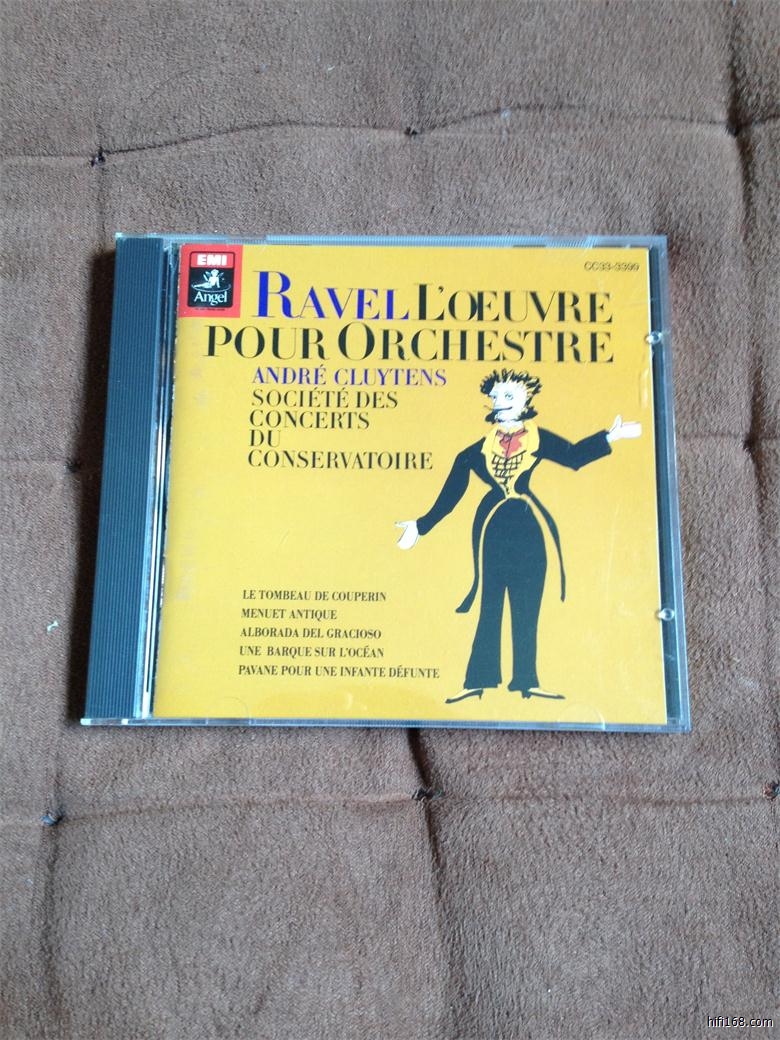 EMI
Angel
CC33-3399
RAVEL L'ŒUVRE
POUR ORCHESTRE
ANDRÉ CLUYTENS
SOCIÉTÉ DES
CONCERTS
DU
CONSERVATOIRE
LE TOMBEAU DE COUPERIN
MENUET ANTIQUE
ALBORADA DEL GRACIOSO
UNE BARQUE SUR L'OCÉAN
PAVANE POUR UNE INFANTE DÉFUNTE
hifi168.com